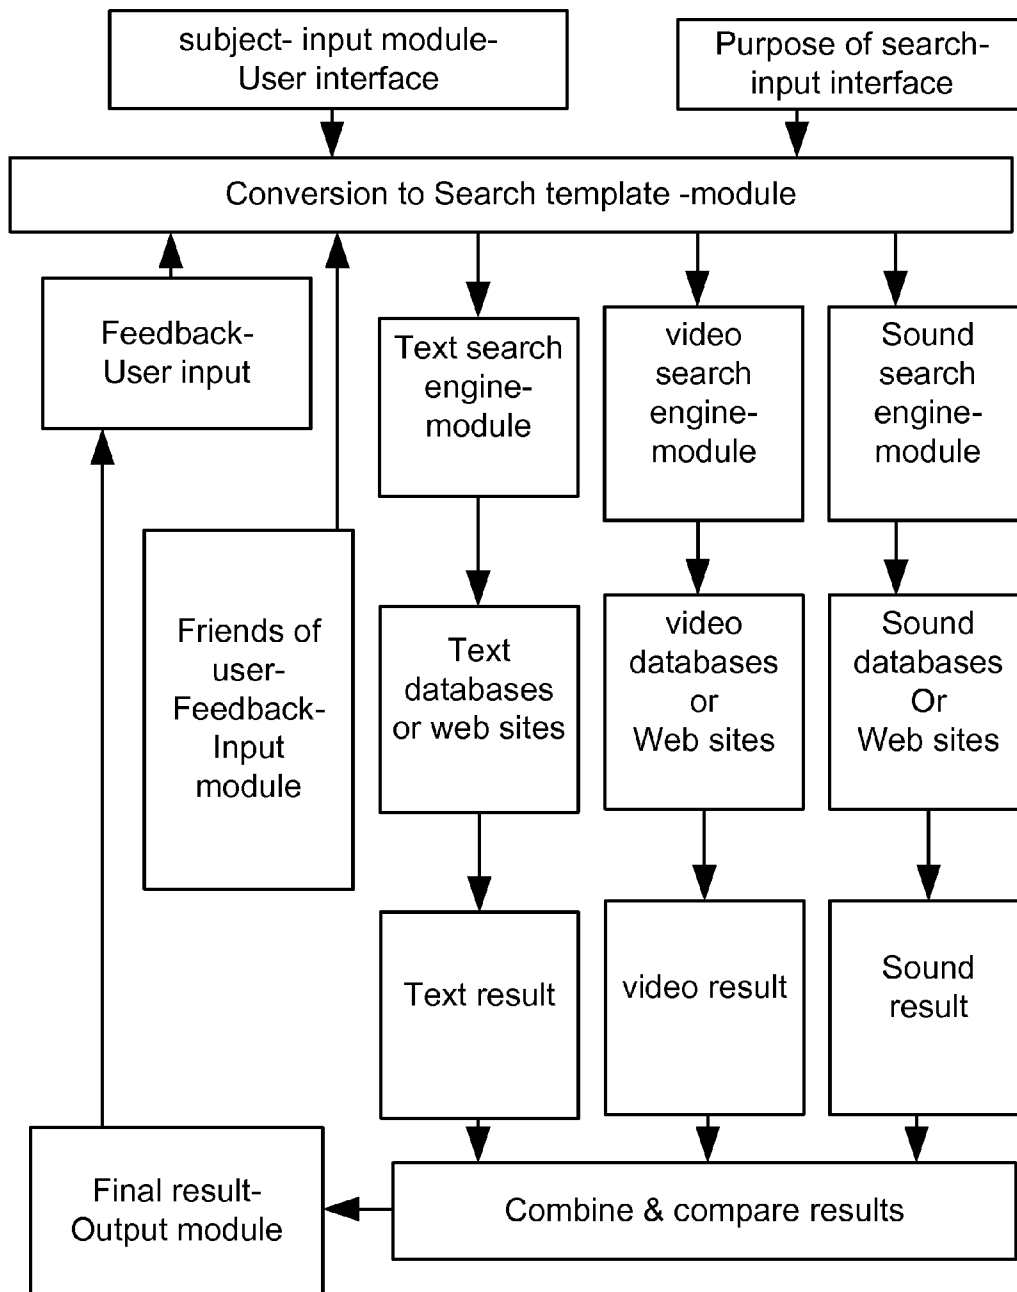 subject- input module-
User interface
Purpose of search-
input interface
Conversion to Search template -module
Feedback-
User input
Text search
engine-
module
video
search
engine-
module
Sound
search
engine-
module
Friends of
user-
Feedback-
Input
module
Text
databases
or web sites
video
databases
or
Web sites
Sound
databases
Or
Web sites
Text result
video result
Sound
result
Final result-
Output module
Combine & compare results